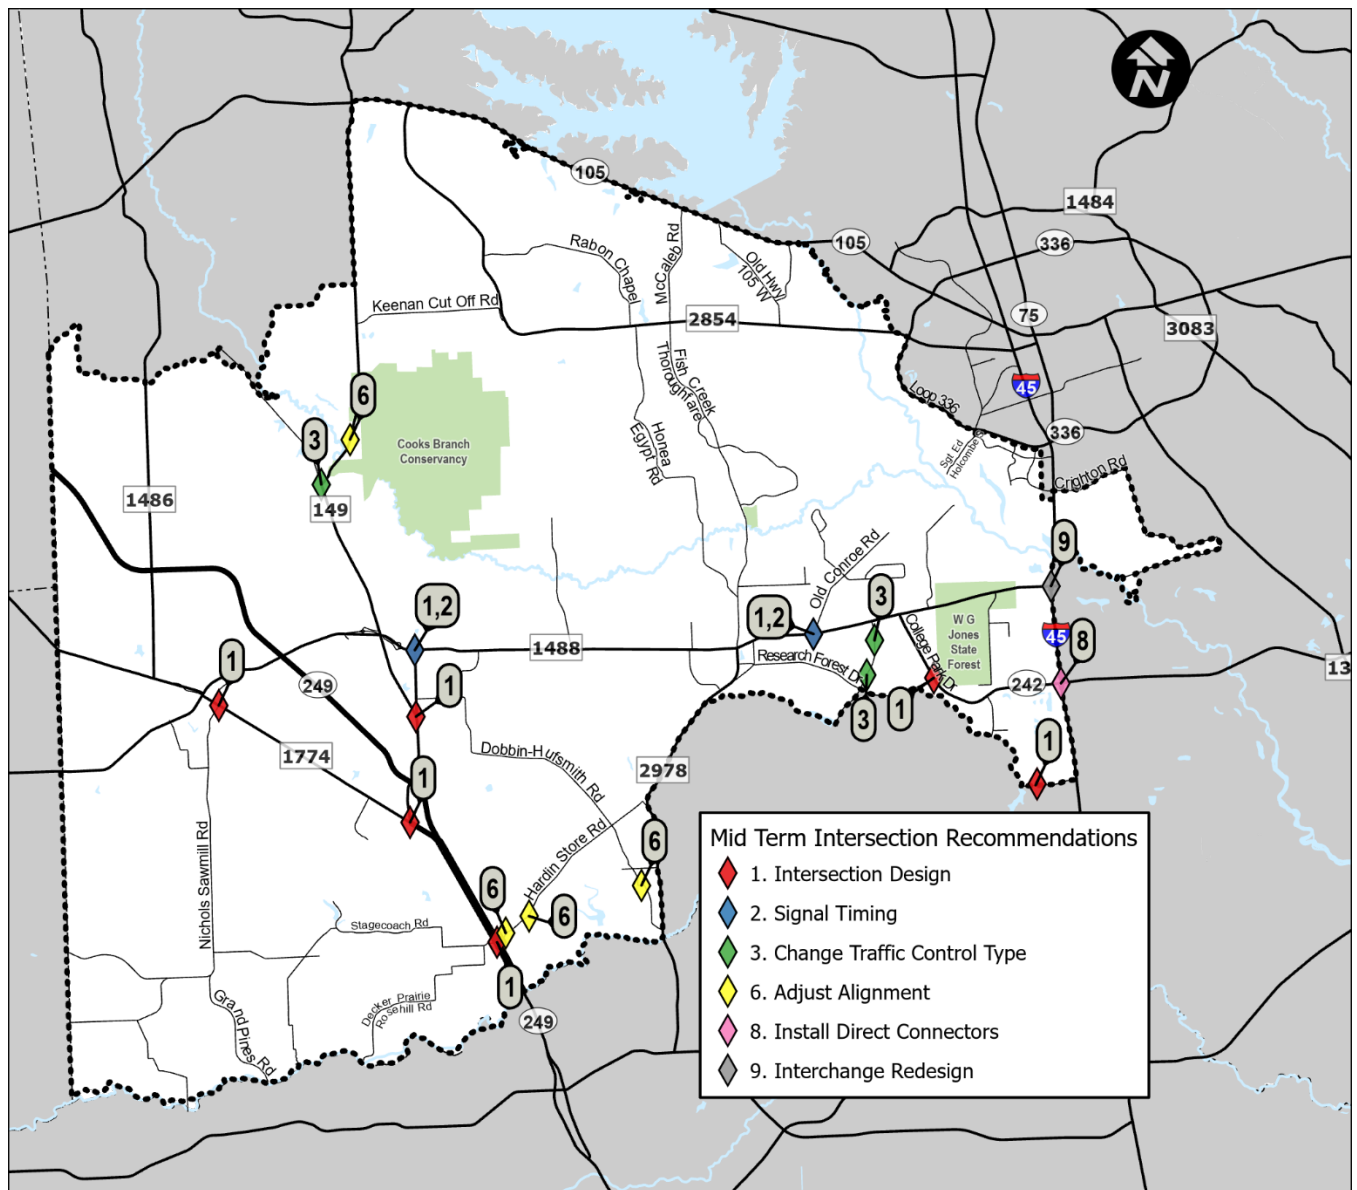 N
105
1484
105
336
Rabon Chapel
McCaleb Rd
Old Hwy
105 W
Keenan Cut Off Rd
2854
75
3083
Fish Creek
Thoroughfare
45
Loop 336
6
3
Cooks Branch
Conservancy
Honea
Egypt Rd
Sgt Ed
Holcomb
336
Crighton Rd
1486
149
9
Old Conroe Rd
3
1,2
1,2
W G
Jones
State
Forest
College Park Dr
45
8
1488
Research Forest Dr
1
249
1
242
13
3
1
1
Dobbin-Hufsmith Rd
1774
1
2978
Nichols Sawmill Rd
Hardin Store Rd
6
6
6
Stagecoach Rd
1
Decker Prairie
Rosehill Rd
Grand Pines Rd
249
Mid Term Intersection Recommendations
1. Intersection Design
2. Signal Timing
3. Change Traffic Control Type
6. Adjust Alignment
8. Install Direct Connectors
9. Interchange Redesign